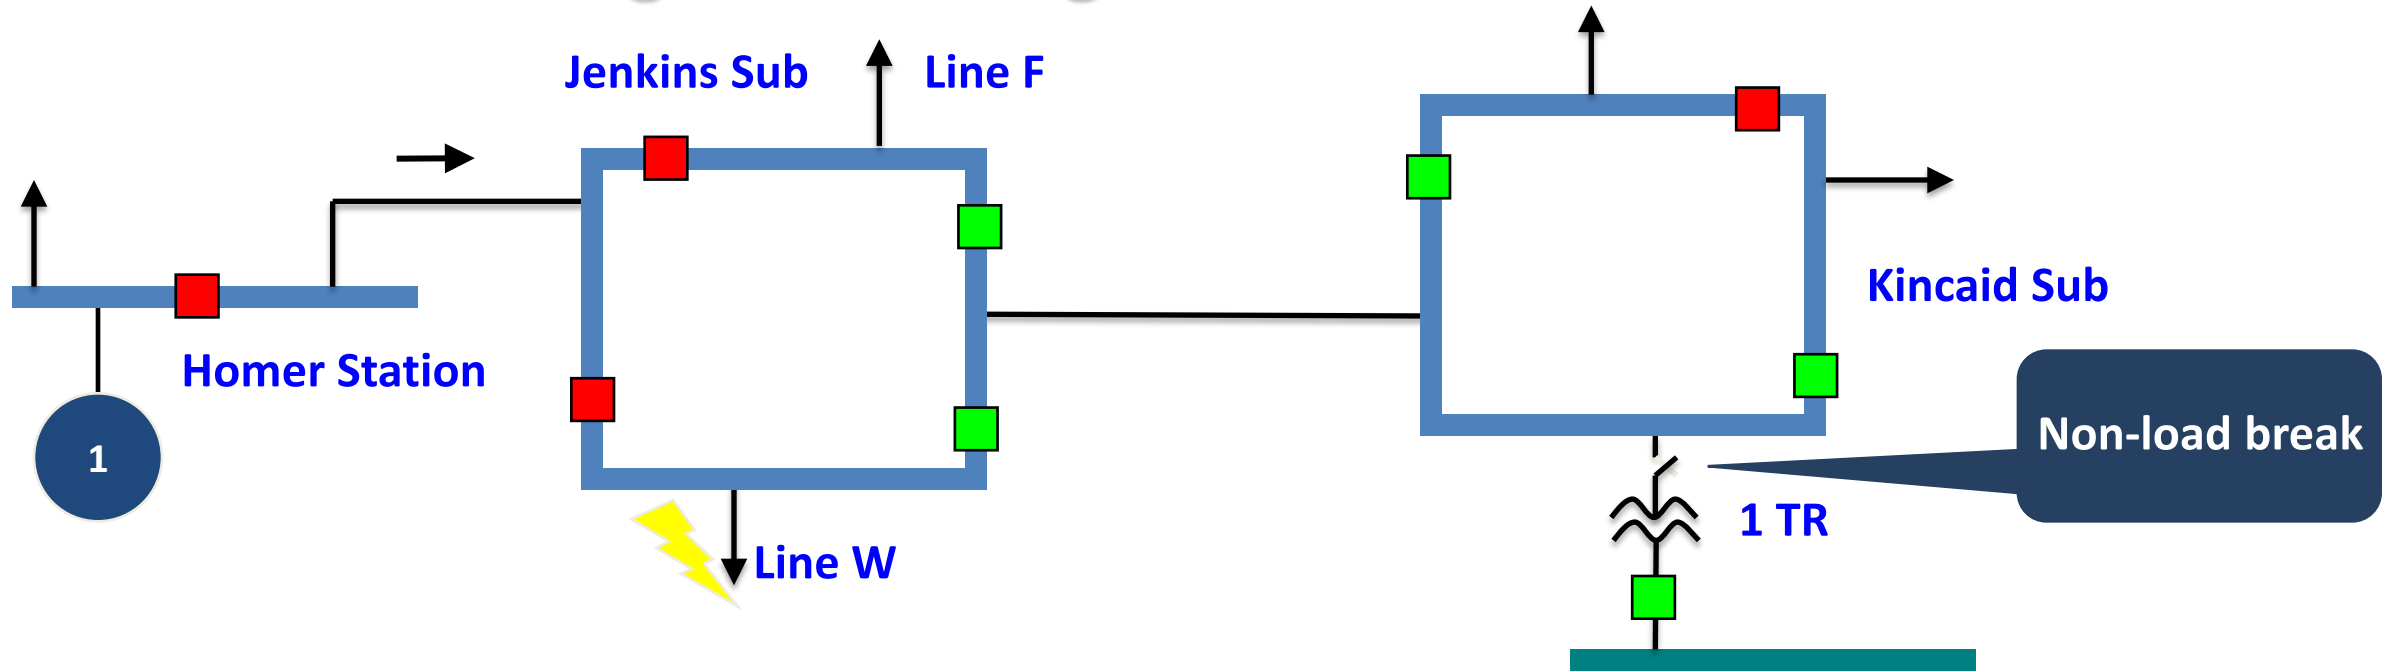 Jenkins Sub
Line F
Kincaid Sub
Homer Station
Non-load break
1
1 TR
Line W